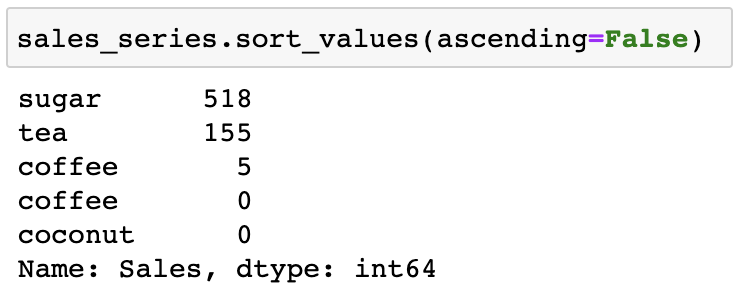 sales_series.sort_values(ascending=False)
sugar 518
tea 155
coffee 5
coffee 0
coconut 0
Name: Sales, dtype: int64